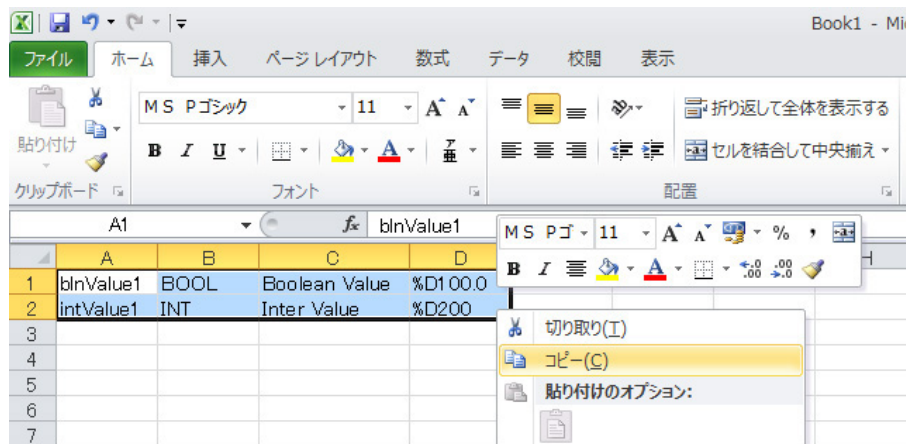 Book1 - Mi
ファイル ホーム 挿入 ページ レイアウト 数式 データ 校閲 表示
MS Pゴシック 11 A A 折り返して全体を表示する
貼り付け B I U A 亜 セルを結合して中央揃え
クリップボード フォント 配置
A1 fx blnValue1
MS Pゴ 11 A A % ,
B I A .0 .00 .00 .0
A B C D H
1 blnValue1 BOOL Boolean Value %D100.0
2 intValue1 INT Inter Value %D200
3 切り取り(T)
4 コピー(C)
5 貼り付けのオプション:
6
7